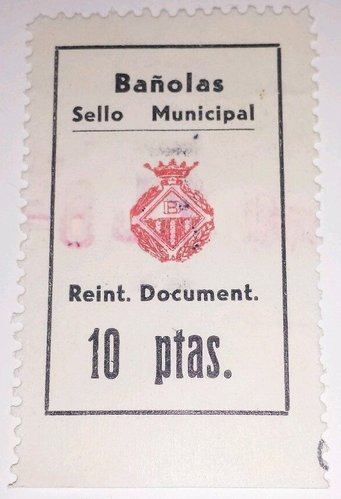 Bañolas
Sello Municipal
B
Reint. Document.
10 ptas.